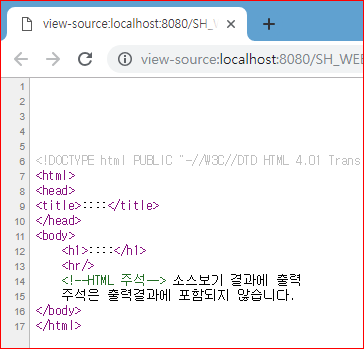 view-source:localhost:8080/SH_WE
view-source:localhost:8080/SH_WEB
1
2
3
4
5
6 <!DOCTYPE html PUBLIC "-//W3C//DTD HTML 4.01 Trans
7 <html>
8 <head>
9 <title>::::</title>
10 </head>
11 <body>
12 <h1>::::</h1>
13 <hr/>
14 <!--HTML 주석--> 소스보기 결과에 출력
15 주석은 출력결과에 포함되지 않습니다.
16 </body>
17 </html>